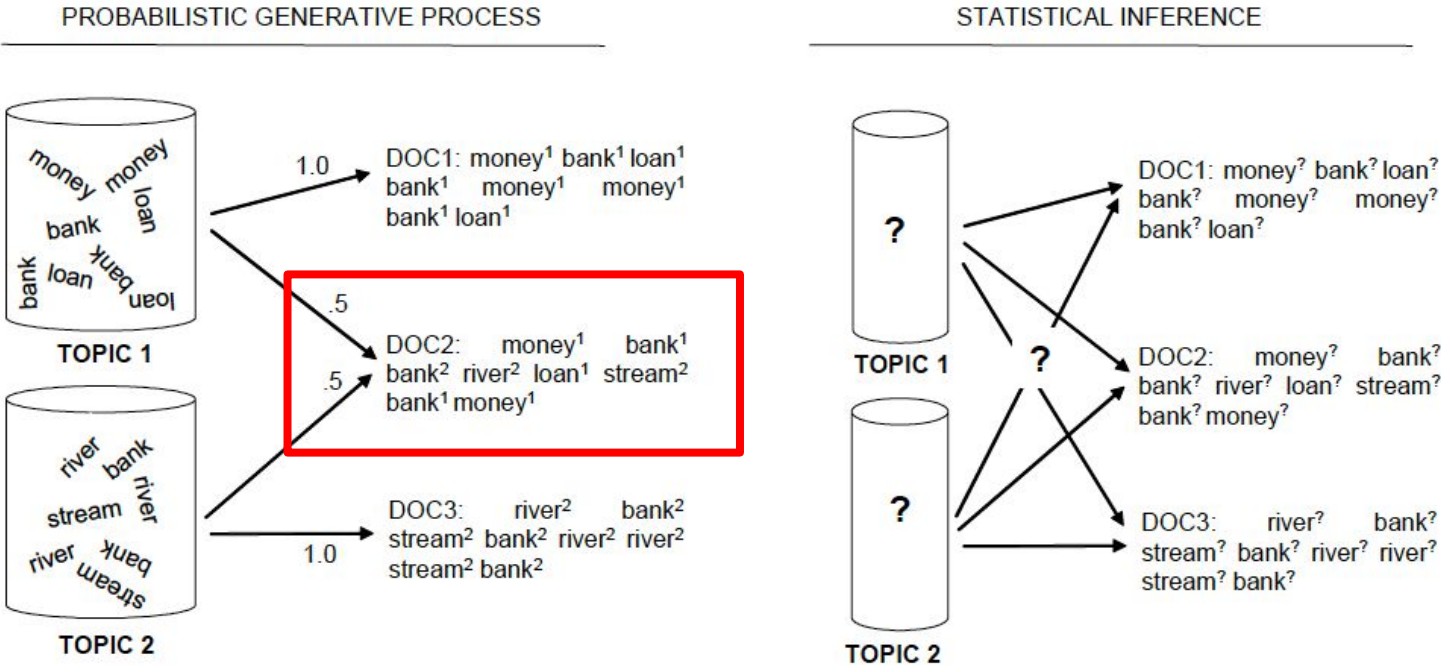 PROBABILISTIC GENERATIVE PROCESS
money
money
loan
bank
bank
loan
bank
loan
TOPIC 1
river
bank
river
stream
river
bank
stream
TOPIC 2
1.0
.5
.5
1.0
DOC1: money¹ bank¹ loan¹
bank¹ money¹ money¹
bank¹ loan¹
DOC2: money¹ bank¹
bank² river² loan¹ stream²
bank¹ money¹
DOC3: river² bank²
stream² bank² river² river²
stream² bank²
STATISTICAL INFERENCE
?
TOPIC 1
?
TOPIC 2
?
DOC1: money? bank? loan?
bank? money? money?
bank? loan?
DOC2: money? bank?
bank? river? loan? stream?
bank? money?
DOC3: river? bank?
stream? bank? river? river?
stream? bank?